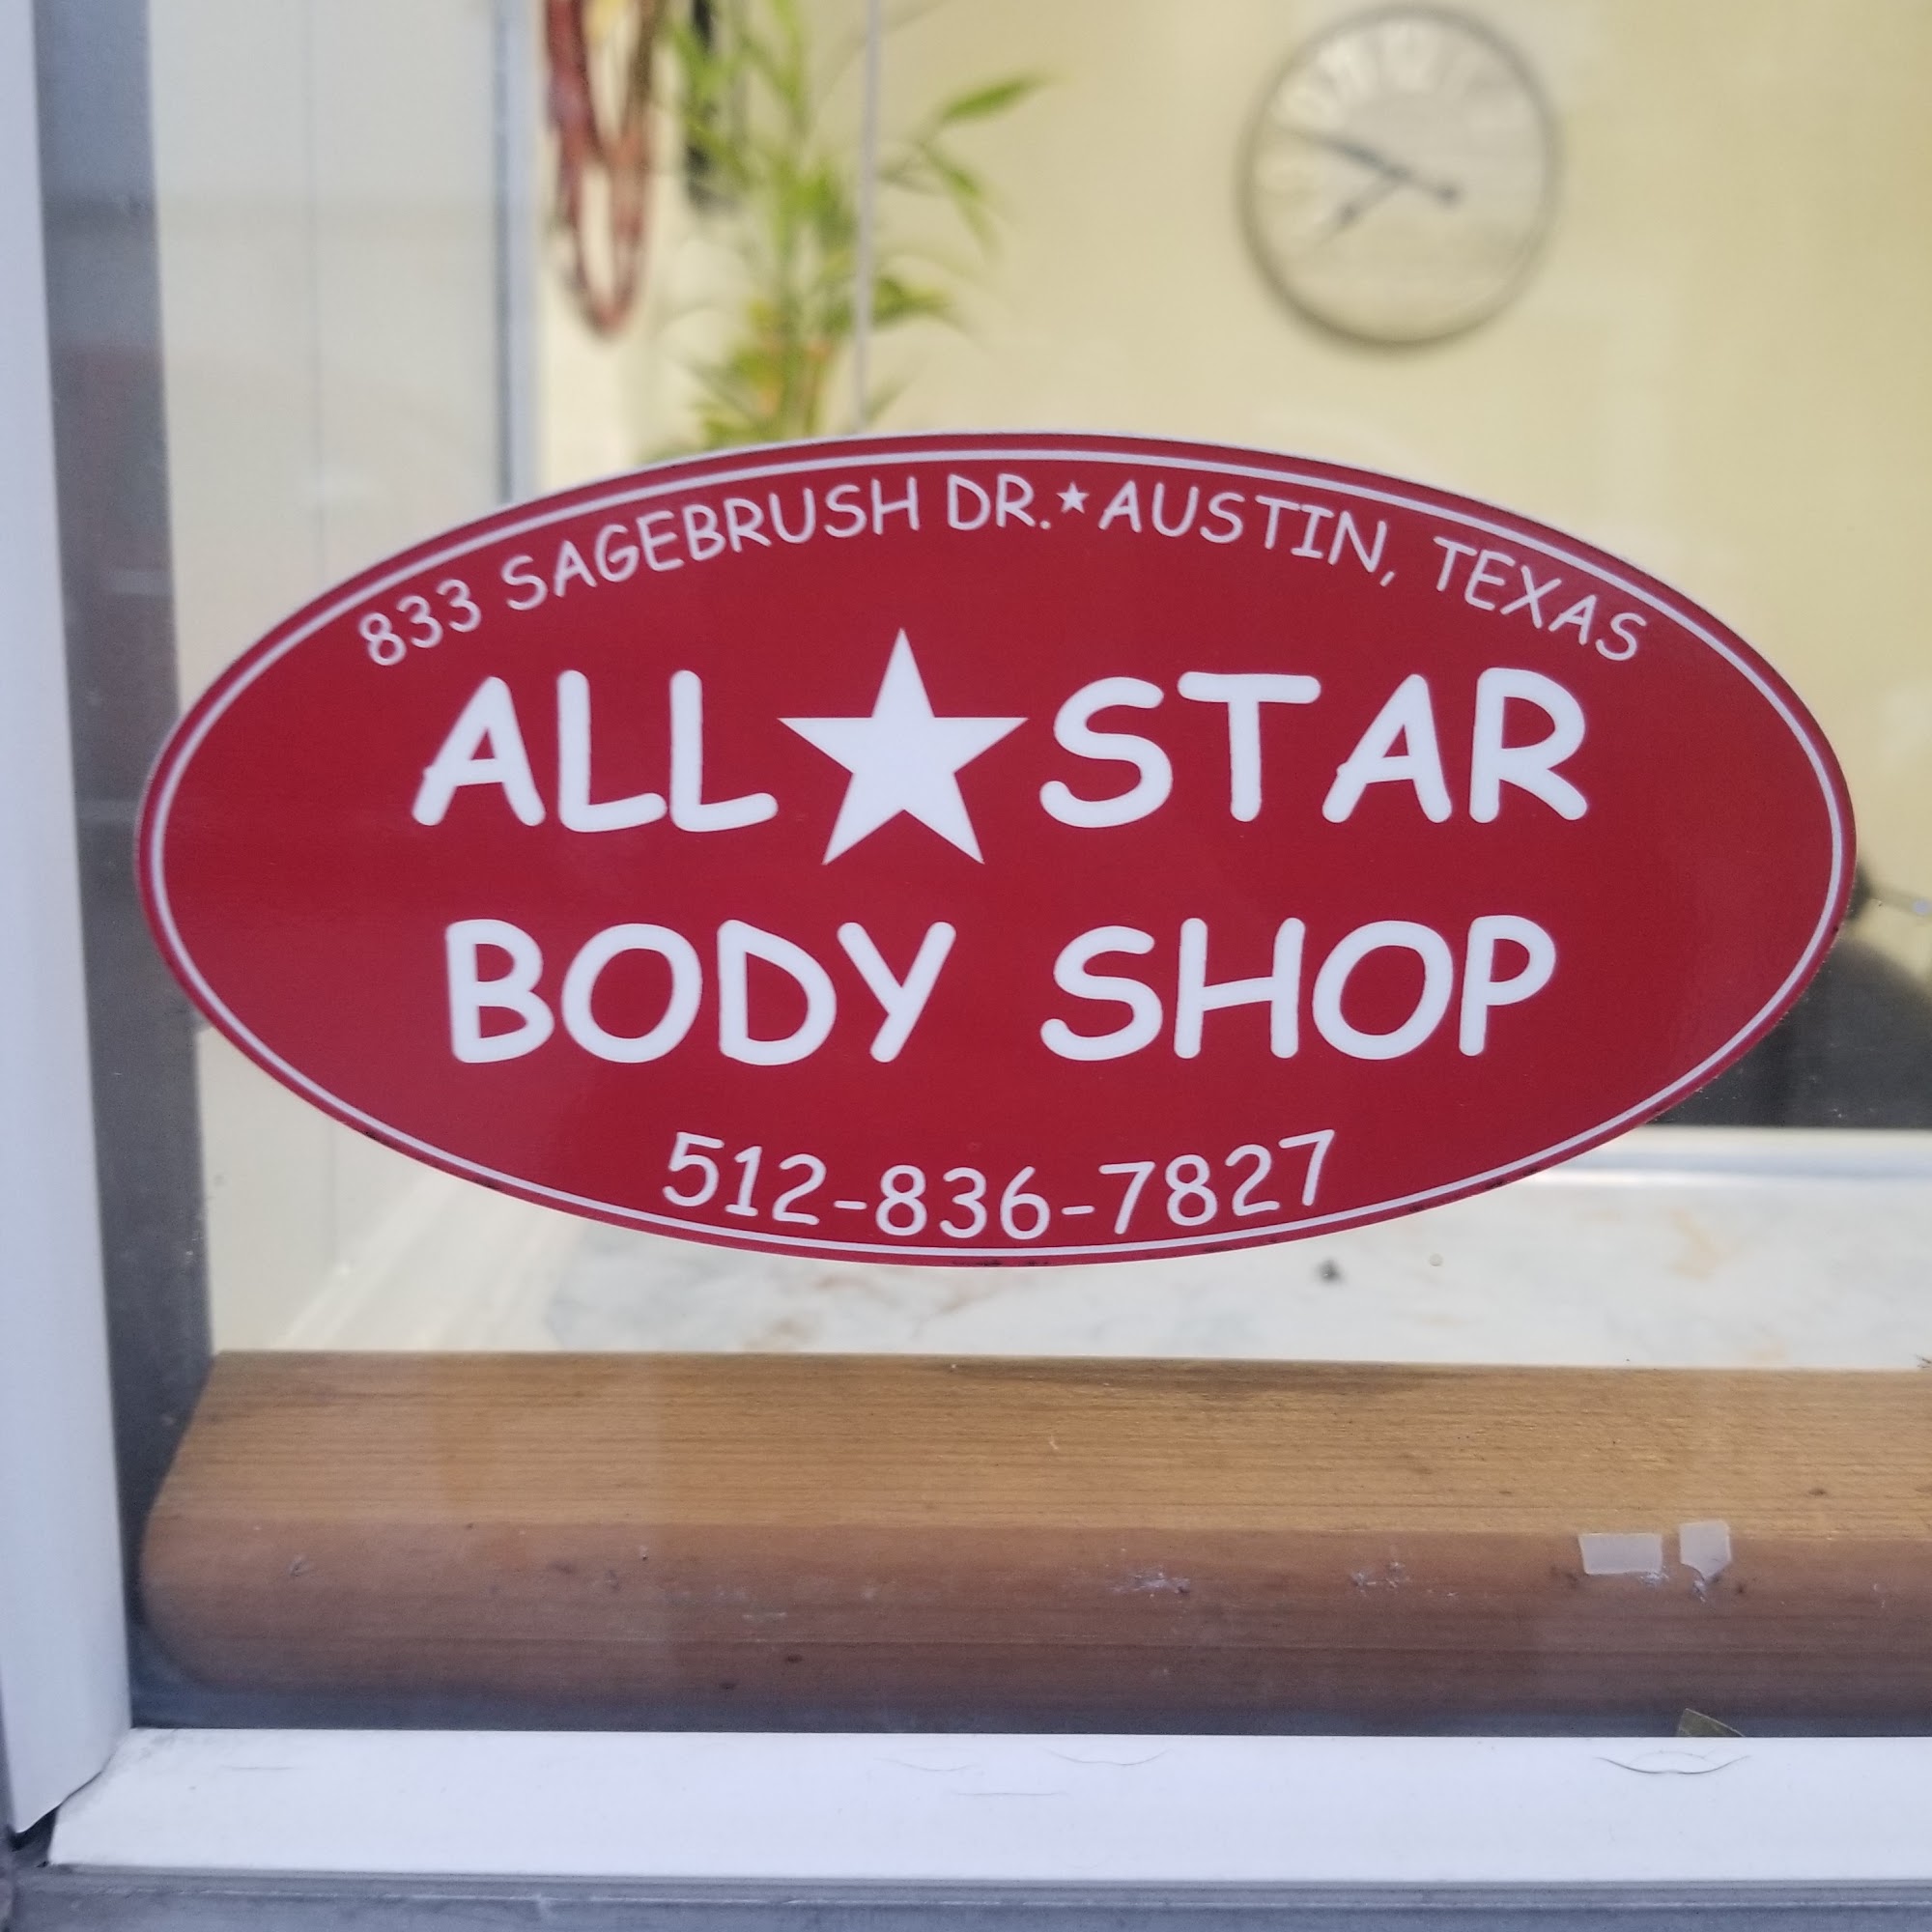 833 SAGEBRUSH DR.★AUSTIN, TEXAS
ALL★STAR
BODY SHOP
512-836-7827